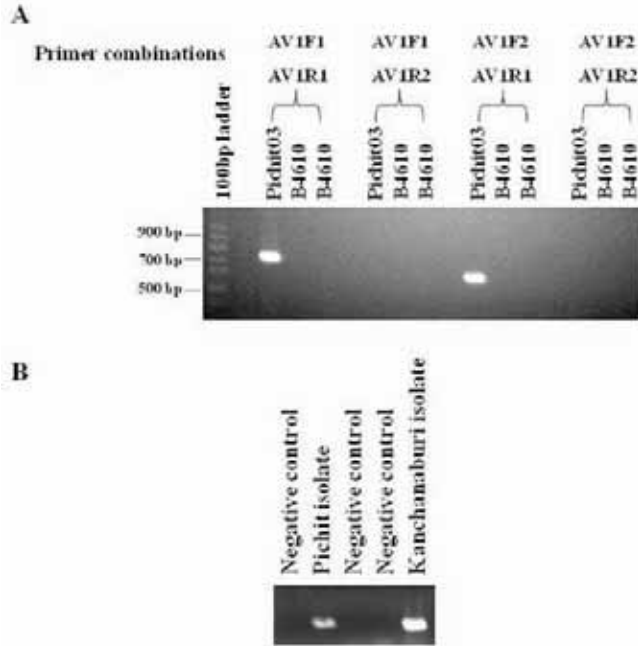 A
Primer combinations
AV1F1 AV1F1 AV1F2 AV1F2
AV1R1 AV1R2 AV1R1 AV1R2
100bp ladder
Pichit03 B4610 B4610 Pichit03 B4610 B4610 Pichit03 B4610 B4610 Pichit03 B4610 B4610
900 bp
700 bp
500 bp
B
Negative control
Pichit isolate
Negative control
Negative control
Kanchanaburi isolate